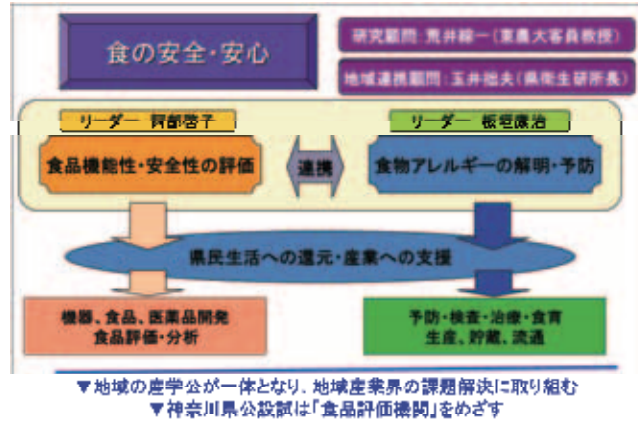 食の安全・安心
研究顧問:荒井綜一(東農大客員教授)
地域連携顧問:玉井拙夫(県衛生研所長)
リーダー 阿部啓子
リーダー 板垣康治
食品機能性・安全性の評価
連携
食物アレルギーの解明・予防
県民生活への還元・産業への支援
機器、食品、医薬品開発
食品評価・分析
予防・検査・治療・食育
生産、貯蔵、流通
▼地域の産学公が一体となり、地域産業界の課題解決に取り組む
▼神奈川県公設試は「食品評価機関」をめざす